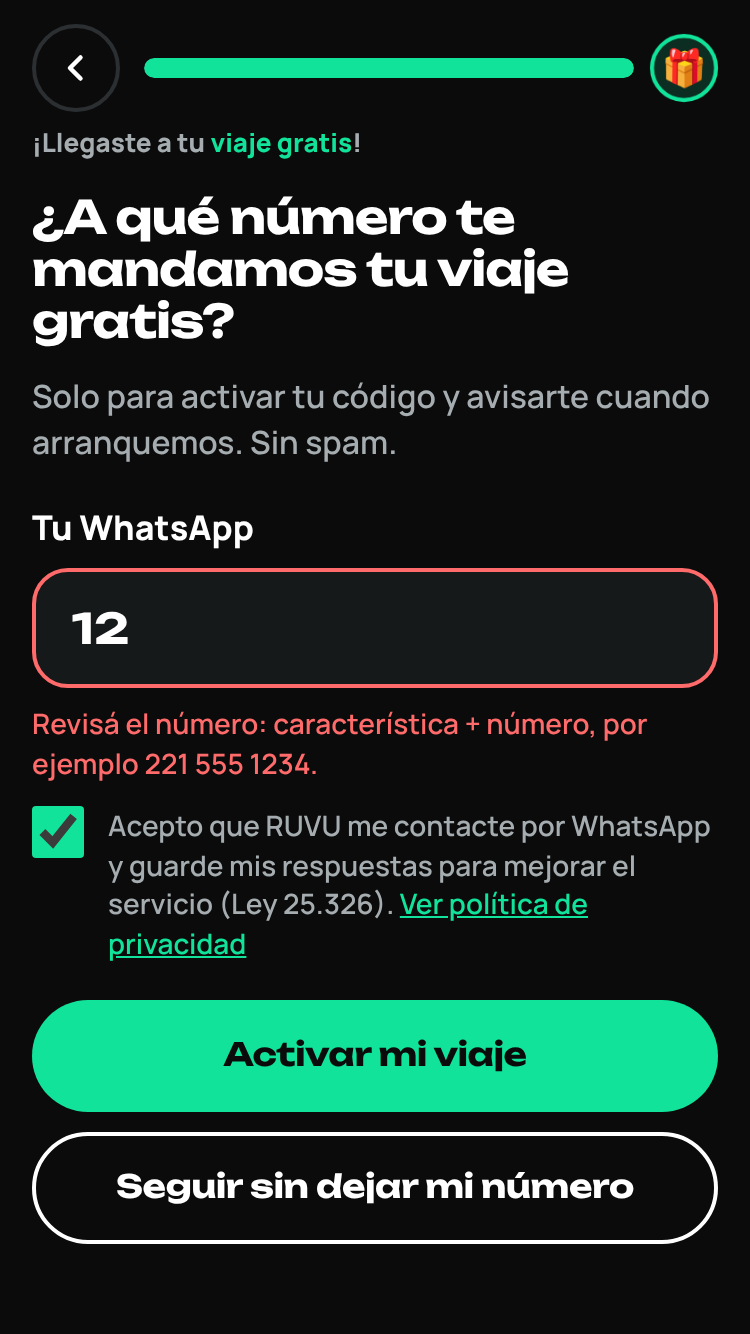 ¡Llegaste a tu viaje gratis!
¿A qué número te
mandamos tu viaje
gratis?
Solo para activar tu código y avisarte cuando
arranquemos. Sin spam.
Tu WhatsApp
12
Revisá el número: característica + número, por
ejemplo 221 555 1234.
Acepto que RUVU me contacte por WhatsApp
y guarde mis respuestas para mejorar el
servicio (Ley 25.326). Ver política de
privacidad
Activar mi viaje
Seguir sin dejar mi número